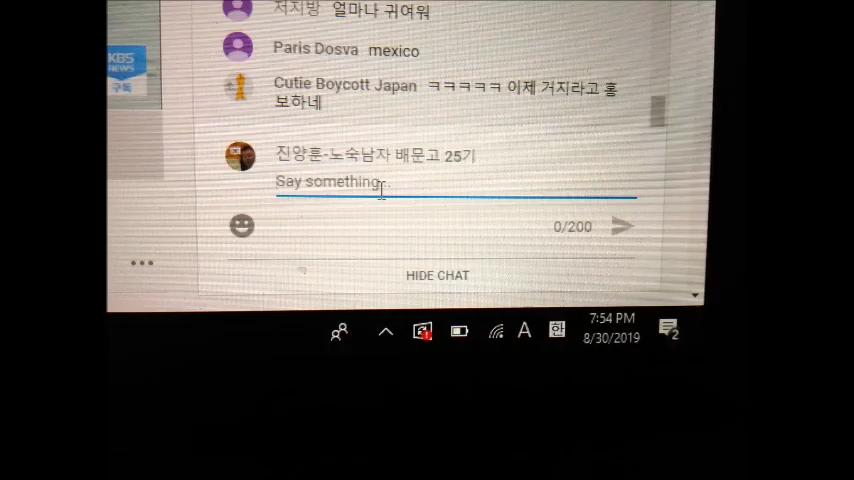 저지방 얼마나 귀여워
Paris Dosva mexico
KBS
NEWS
구독
Cutie Boycott Japan ㅋㅋㅋㅋㅋ 이제 거지라고 홍
보하네
진양훈-노숙남자 배문고 25기
Say something...
0/200
HIDE CHAT
A 한
7:54 PM
8/30/2019
2